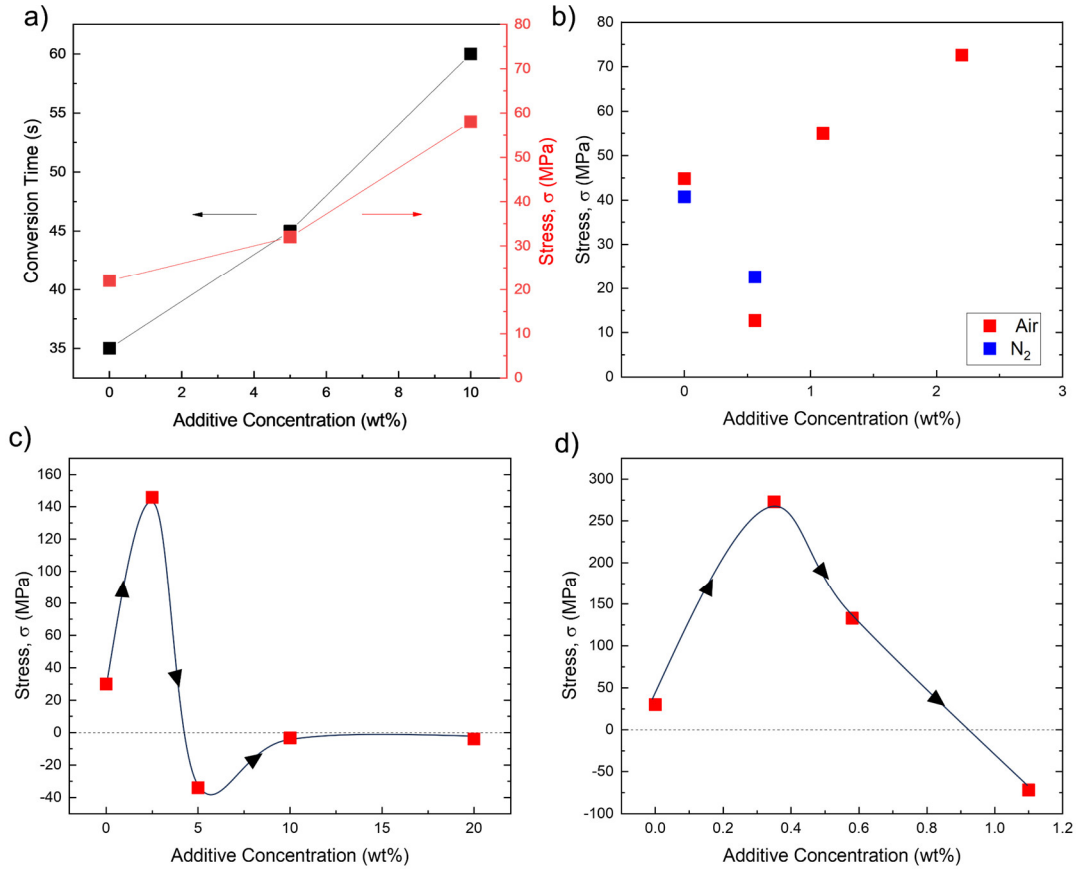 a)
Conversion Time (s)
60
55
50
45
40
35
80
70
60
50
40
30
20
10
0
Stress, σ (MPa)
0 2 4 6 8 10
Additive Concentration (wt%)
b)
Stress, σ (MPa)
80
70
60
50
40
30
20
10
0
Air
N₂
0 1 2 3
Additive Concentration (wt%)
c)
Stress, σ (MPa)
160
140
120
100
80
60
40
20
0
-20
-40
0 5 10 15 20
Additive Concentration (wt%)
d)
Stress, σ (MPa)
300
250
200
150
100
50
0
-50
-100
0.0 0.2 0.4 0.6 0.8 1.0 1.2
Additive Concentration (wt%)